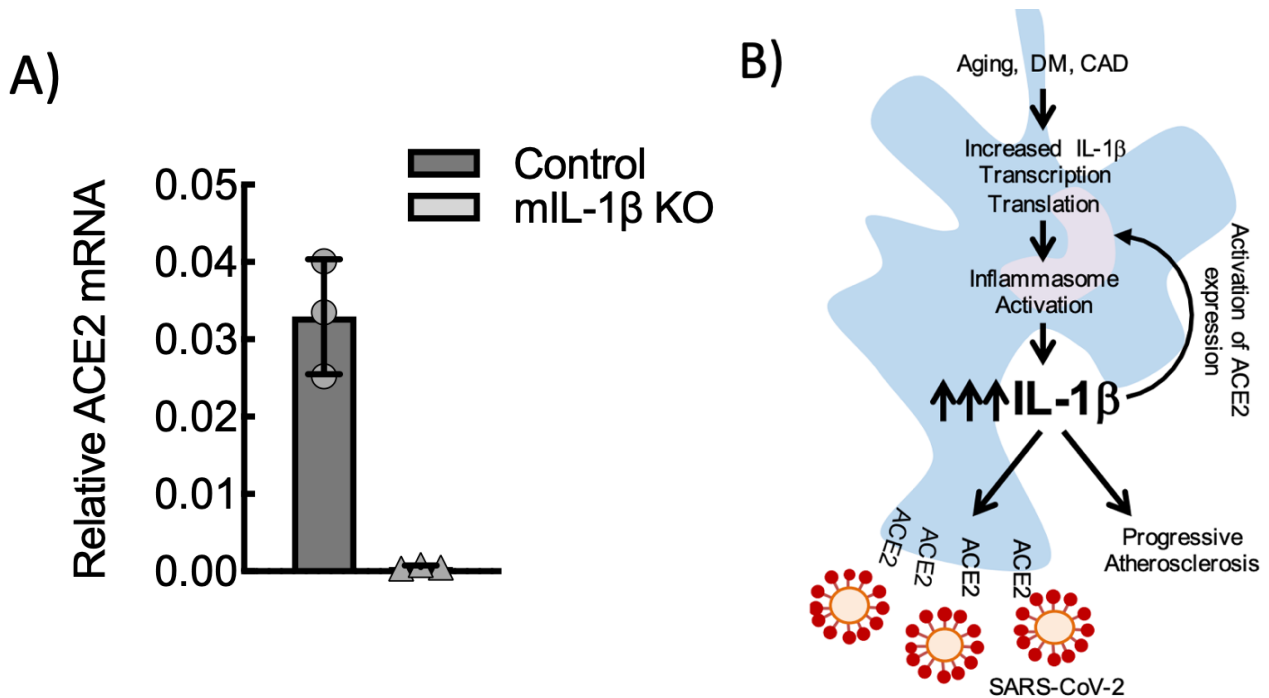 A)
Control
mIL-1β KO
Relative ACE2 mRNA
0.05
0.04
0.03
0.02
0.01
0.00
B)
Aging, DM, CAD
Increased IL-1β
Transcription
Translation
Inflammasome
Activation
IL-1β
Activation of ACE2
expression
ACE2
ACE2
ACE2
ACE2
Progressive
Atherosclerosis
SARS-CoV-2